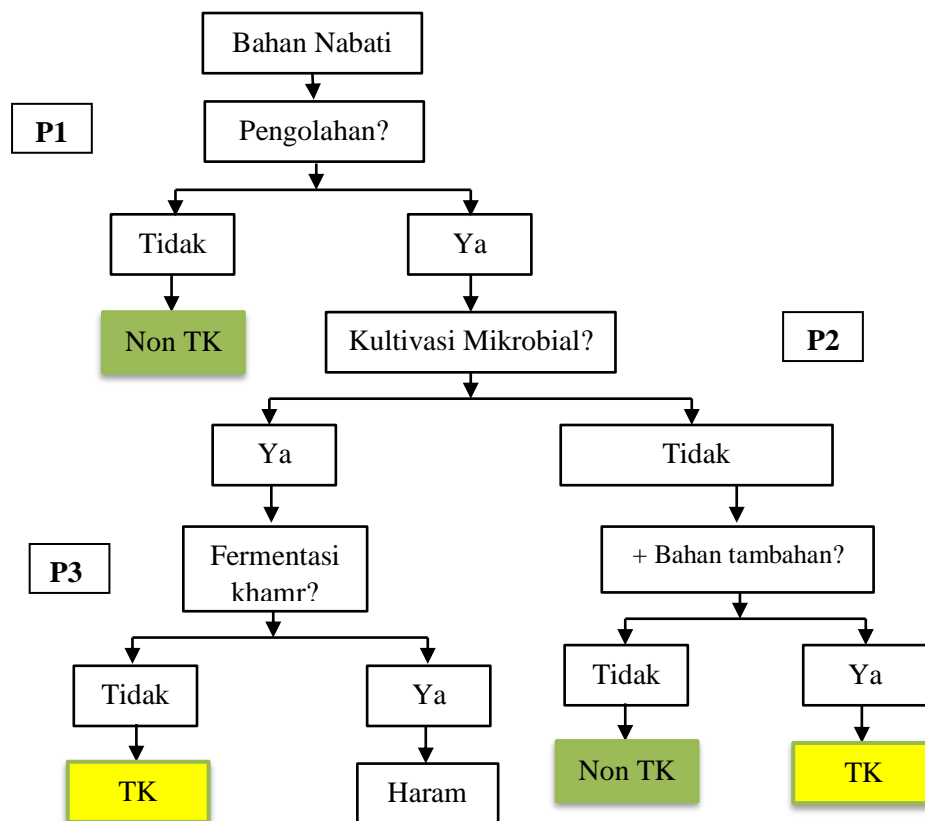 Bahan Nabati
P1
Pengolahan?
Tidak
Ya
Non TK
Kultivasi Mikrobial?
P2
Ya
Tidak
P3
Fermentasi
khamr?
+ Bahan tambahan?
Tidak
Ya
Tidak
Ya
TK
Haram
Non TK
TK